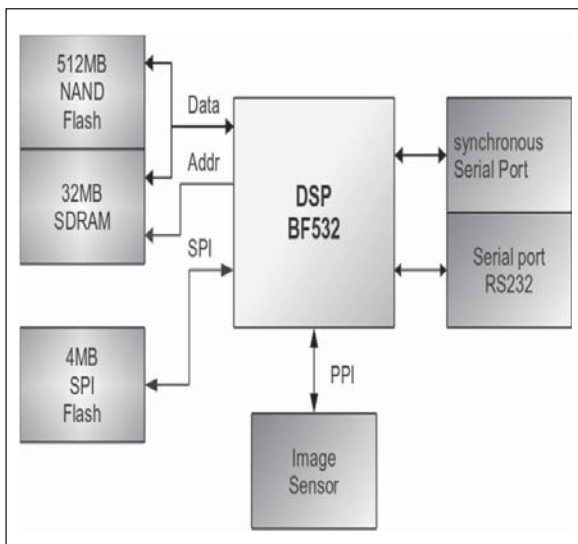 512MB
NAND
Flash
32MB
SDRAM
4MB
SPI
Flash
Data
Addr
SPI
DSP
BF532
PPI
Image
Sensor
synchronous
Serial Port
Serial port
RS232